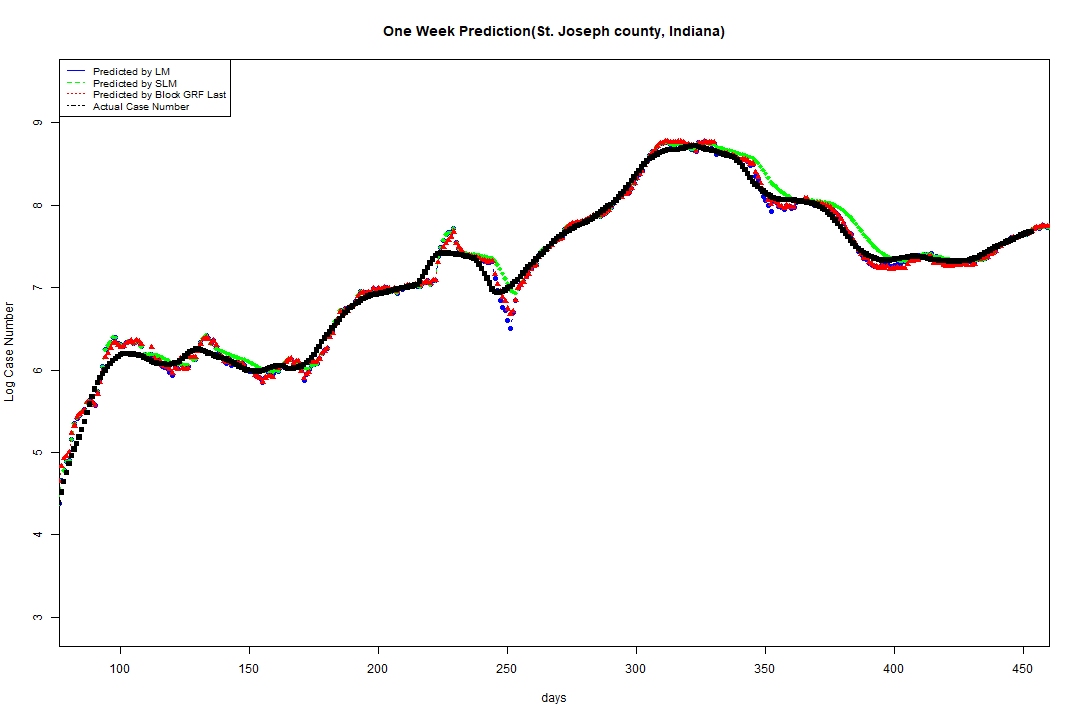 One Week Prediction(St. Joseph county, Indiana)
Predicted by LM
Predicted by SLM
Predicted by Block GRF Last
Actual Case Number
9
8
7
6
5
4
3
Log Case Number
100 150 200 250 300 350 400 450
days